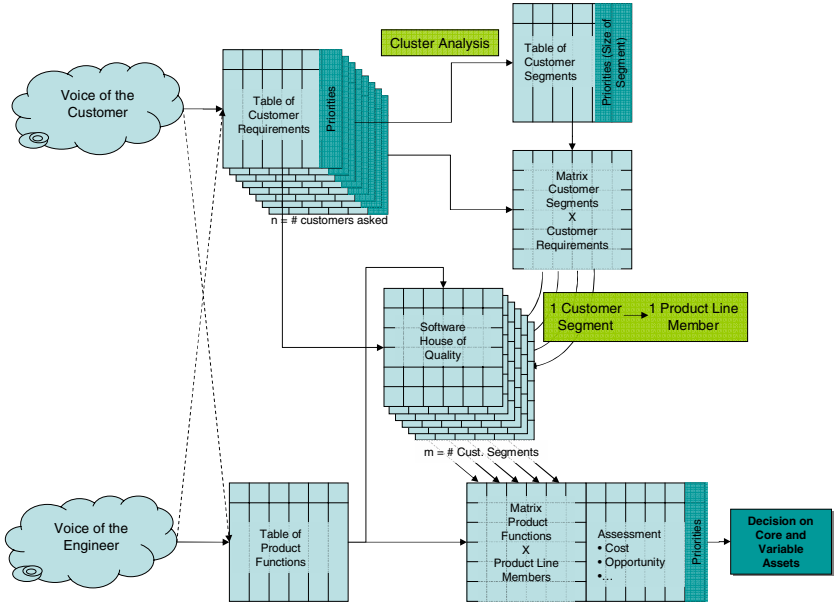 Cluster Analysis
Table of
Customer
Segments
Priorities (Size of
Segment)
Voice of the
Customer
Table of
Customer
Requirements
Priorities
n = # customers asked
Matrix
Customer
Segments
X
Customer
Requirements
1 Customer
Segment
1 Product Line
Member
Software
House of
Quality
m = # Cust. Segments
Voice of the
Engineer
Table of
Product
Functions
Matrix
Product
Functions
X
Product Line
Members
Assessment
• Cost
• Opportunity
•...
Priorities
Decision on
Core and
Variable
Assets